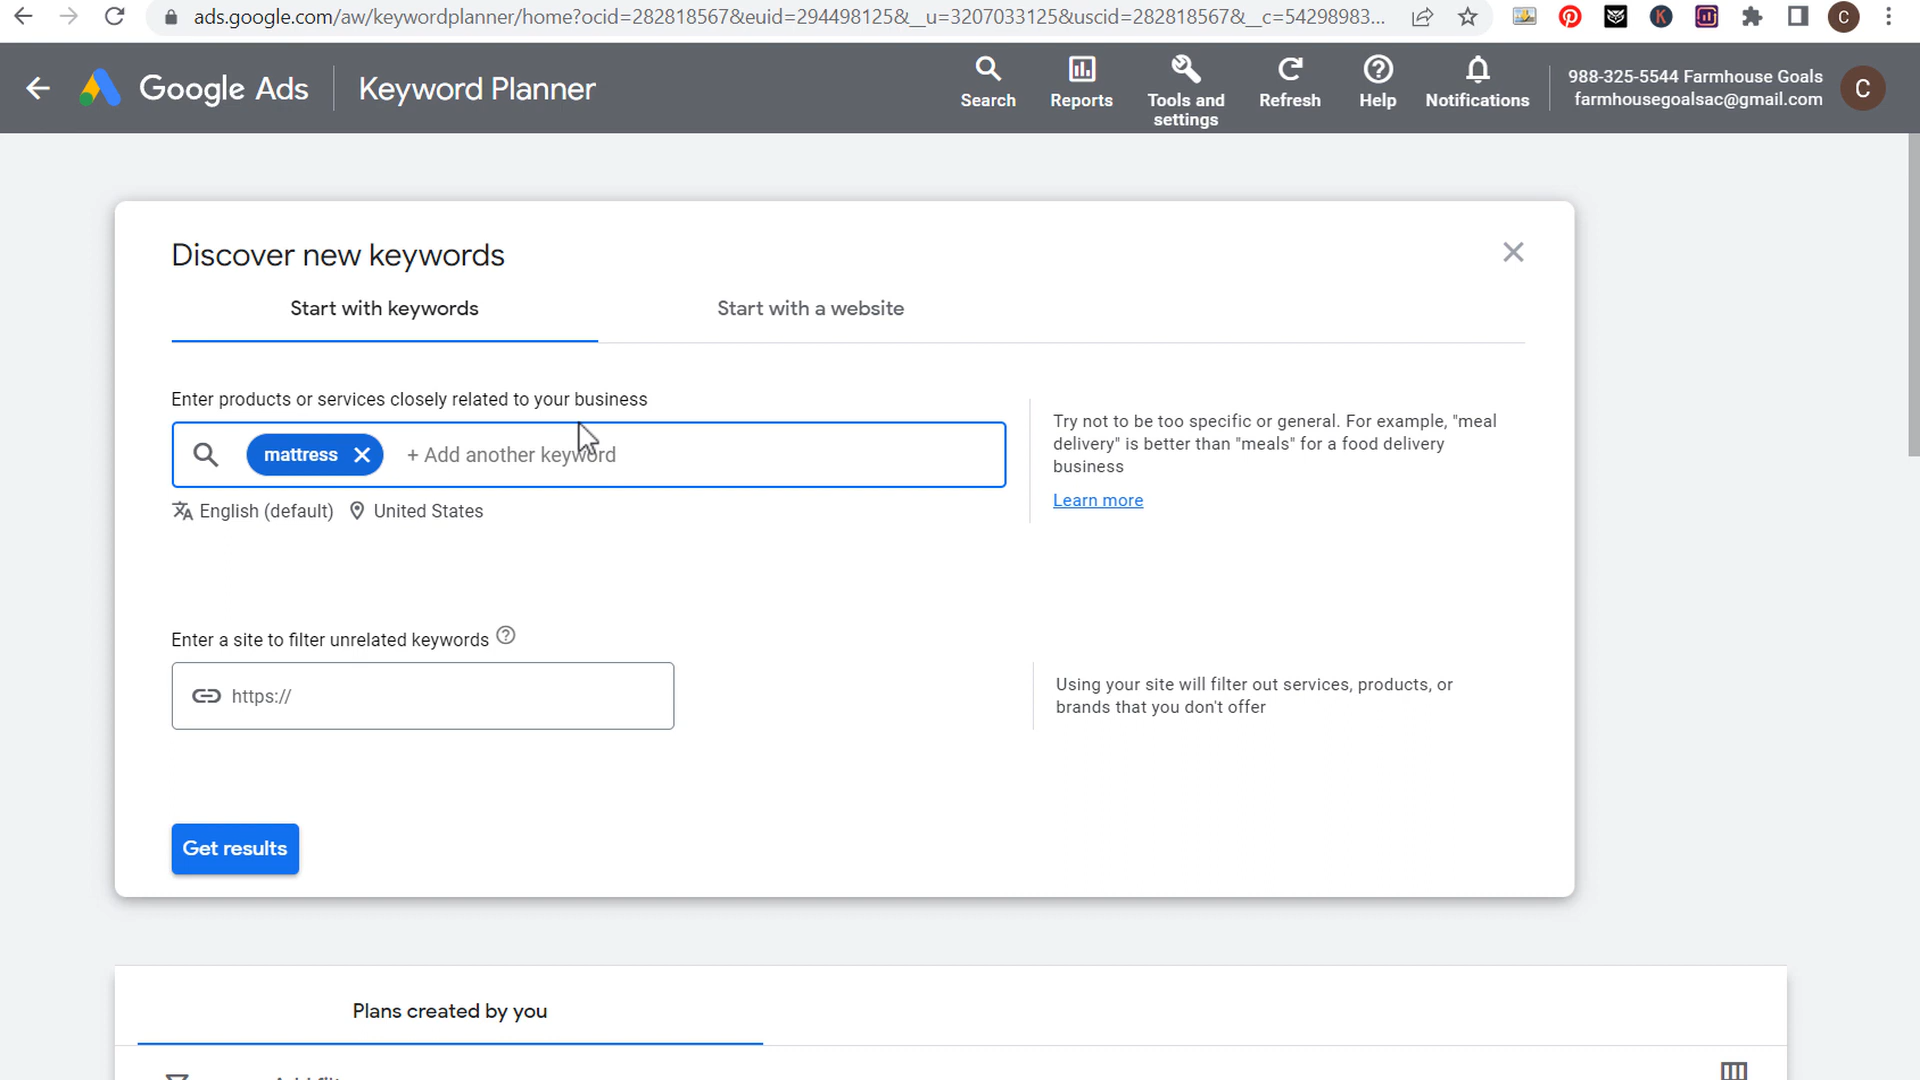 ads.google.com/aw/keywordplanner/home?ocid=282818567&euid=294498125&__u=3207033125&uscid=282818567&__c=54298983...
C
Google Ads
Keyword Planner
Search
Reports
Tools and
settings
Refresh
Help
Notifications
988-325-5544 Farmhouse Goals
farmhousegoalsac@gmail.com
C
Discover new keywords
Start with keywords
Start with a website
Enter products or services closely related to your business
mattress
+ Add another keyword
English (default)
United States
Try not to be too specific or general. For example, "meal
delivery" is better than "meals" for a food delivery
business
Learn more
Enter a site to filter unrelated keywords
https://
Using your site will filter out services, products, or
brands that you don't offer
Get results
Plans created by you